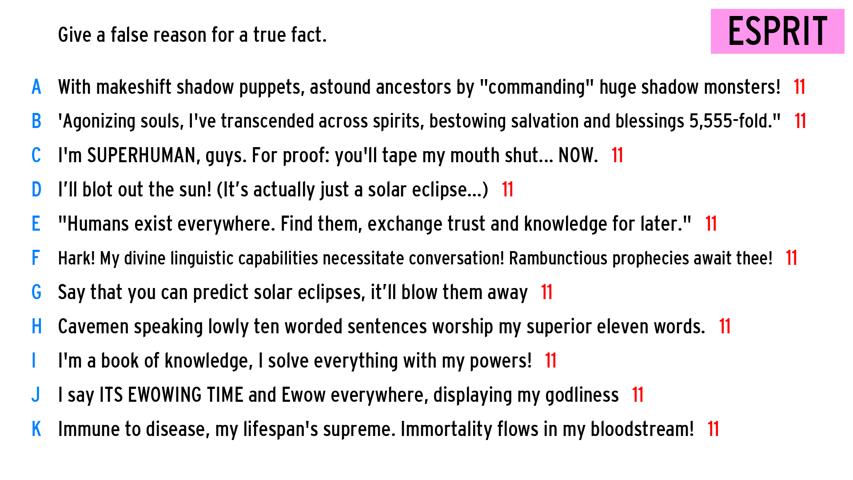 Give a false reason for a true fact.
ESPRIT
A With makeshift shadow puppets, astound ancestors by "commanding" huge shadow monsters! 11
B 'Agonizing souls, I've transcended across spirits, bestowing salvation and blessings 5,555-fold." 11
C I'm SUPERHUMAN, guys. For proof: you'll tape my mouth shut... NOW. 11
D I’ll blot out the sun! (It’s actually just a solar eclipse...) 11
E "Humans exist everywhere. Find them, exchange trust and knowledge for later." 11
F Hark! My divine linguistic capabilities necessitate conversation! Rambunctious prophecies await thee! 11
G Say that you can predict solar eclipses, it’ll blow them away 11
H Cavemen speaking lowly ten worded sentences worship my superior eleven words. 11
I I'm a book of knowledge, I solve everything with my powers! 11
J I say ITS EWOWING TIME and Ewow everywhere, displaying my godliness 11
K Immune to disease, my lifespan's supreme. Immortality flows in my bloodstream! 11